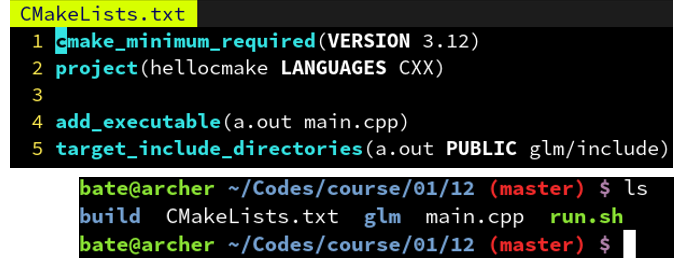 CMakeLists.txt
1 cmake_minimum_required(VERSION 3.12)
2 project(hellocmake LANGUAGES CXX)
3
4 add_executable(a.out main.cpp)
5 target_include_directories(a.out PUBLIC glm/include)
bate@archer ~/Codes/course/01/12 (master) $ ls
build CMakeLists.txt glm main.cpp run.sh
bate@archer ~/Codes/course/01/12 (master) $